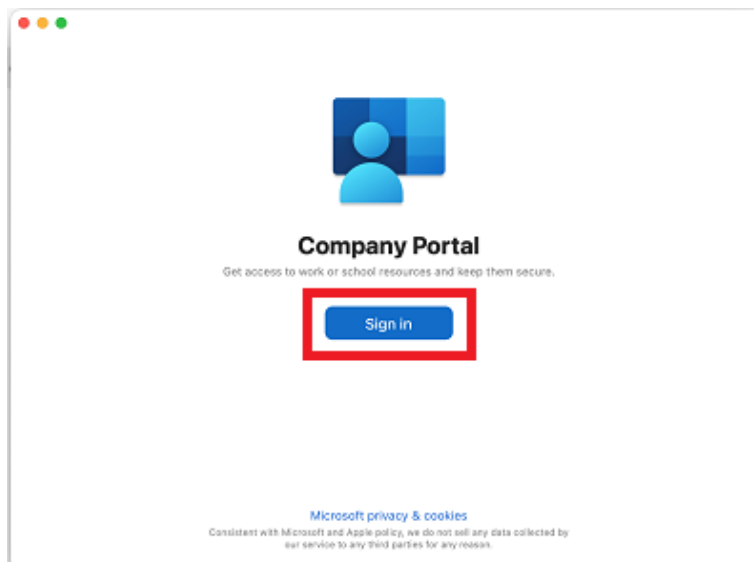 Company Portal
Get access to work or school resources and keep them secure.
Sign in
Microsoft privacy & cookies
Consistent with Microsoft and Apple policy, we do not sell any data collected by
our service to any third parties for any reason.